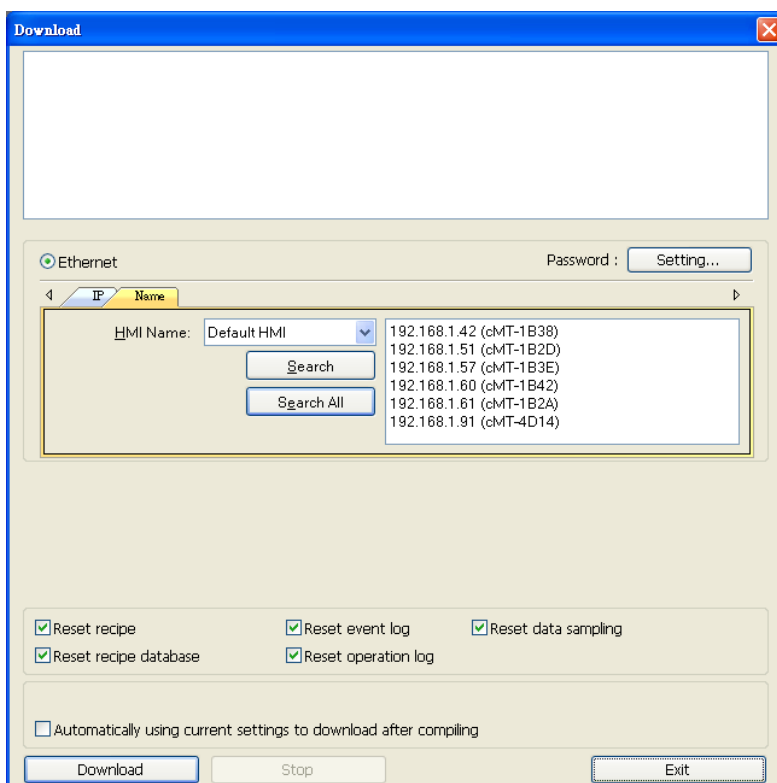 Download
Ethernet Password : Setting...
IP Name
HMI Name: Default HMI
Search
Search All
192.168.1.42 (cMT-1B38)
192.168.1.51 (cMT-1B2D)
192.168.1.57 (cMT-1B3E)
192.168.1.60 (cMT-1B42)
192.168.1.61 (cMT-1B2A)
192.168.1.91 (cMT-4D14)
Reset recipe Reset event log Reset data sampling
Reset recipe database Reset operation log
Automatically using current settings to download after compiling
Download Stop Exit